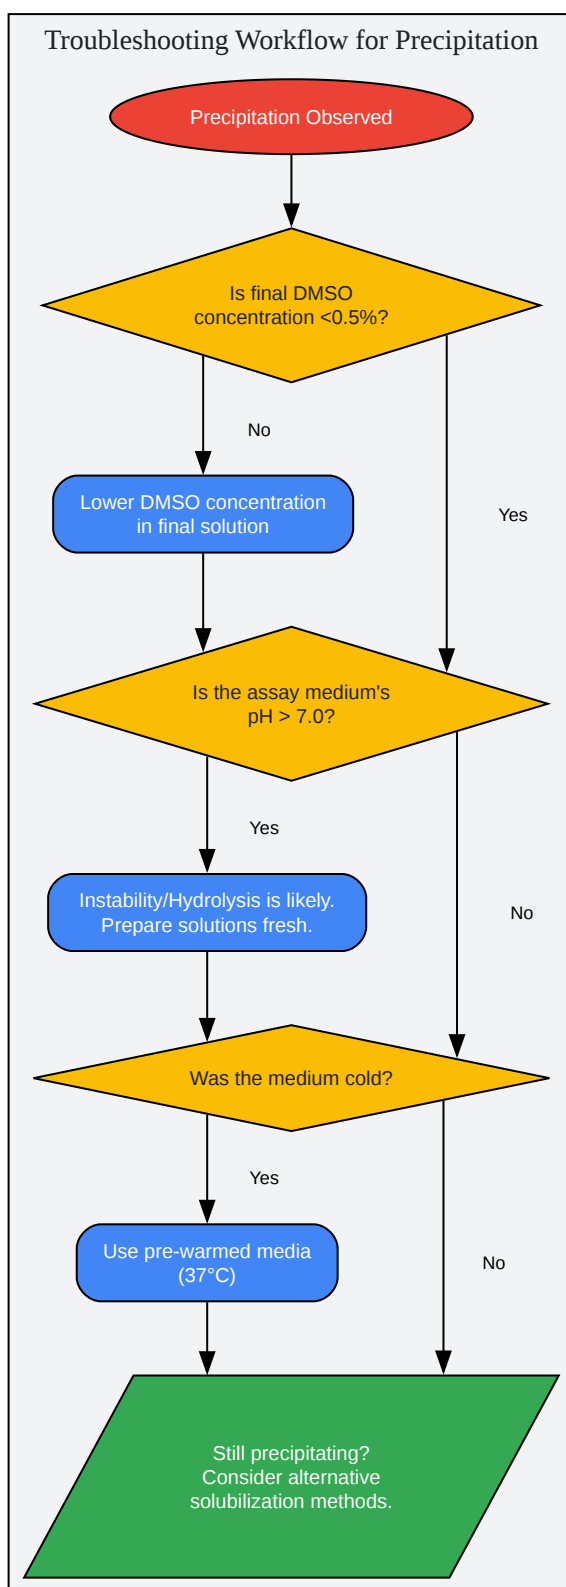 Troubleshooting Workflow for Precipitation
Precipitation Observed
Is final DMSO
concentration <0.5%?
No
Lower DMSO concentration
in final solution
Yes
Is the assay medium's
pH > 7.0?
Yes
Instability/Hydrolysis is likely.
Prepare solutions fresh.
No
Was the medium cold?
Yes
Use pre-warmed media
(37°C)
No
Still precipitating?
Consider alternative
solubilization methods.